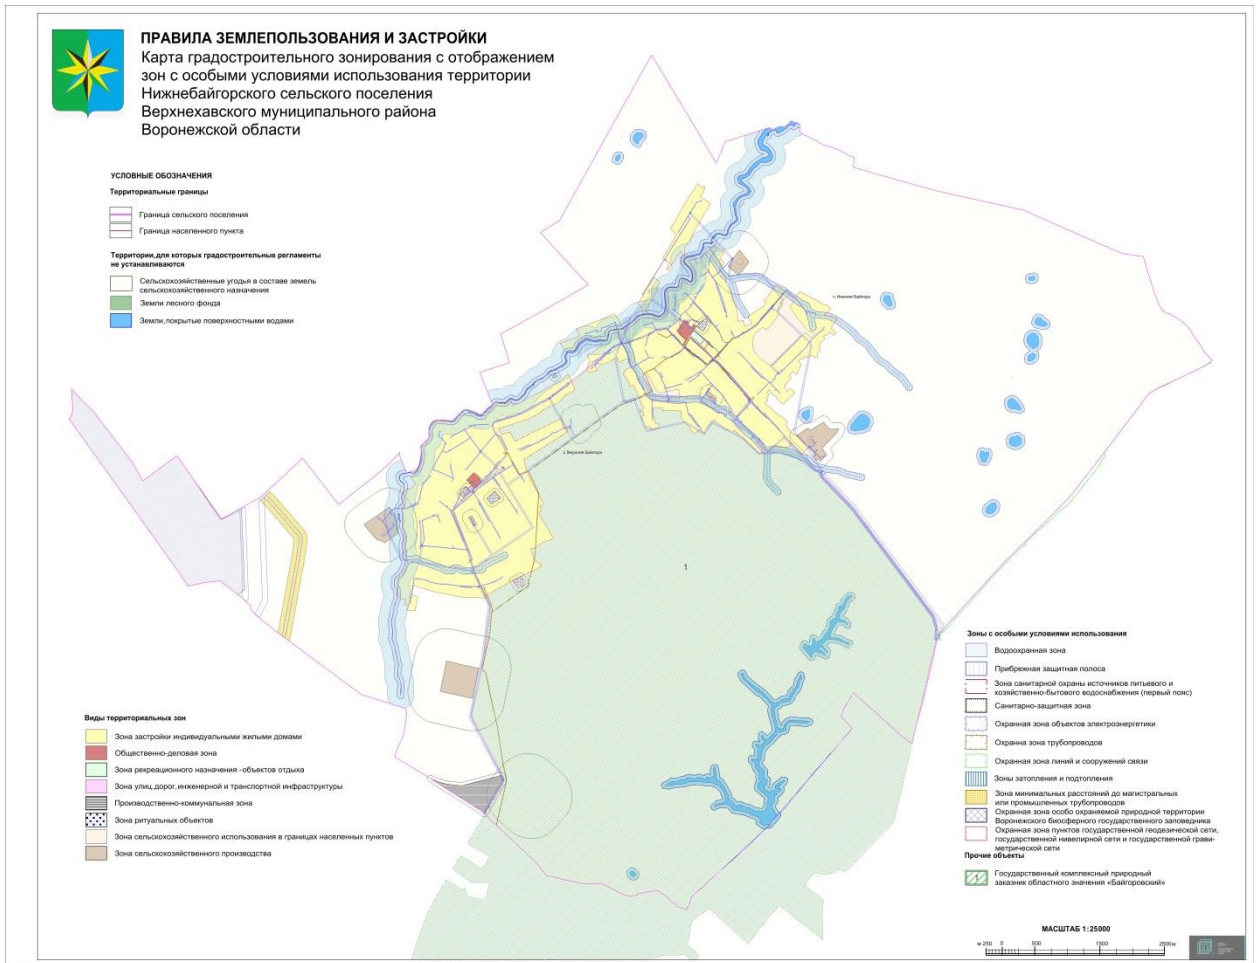 ПРАВИЛА ЗЕМЛЕПОЛЬЗОВАНИЯ И ЗАСТРОЙКИ
Карта градостроительного зонирования с отображением
зон с особыми условиями использования территории
Нижнебайгорского сельского поселения
Верхнехавского муниципального района
Воронежской области
УСЛОВНЫЕ ОБОЗНАЧЕНИЯ
Территориальные границы
Граница сельского поселения
Граница населенного пункта
Территории,для которых градостроительные регламенты
не устанавливаются
Сельскохозяйственные угодья в составе земель
сельскохозяйственного назначения
Земли лесного фонда
Земли,покрытые поверхностными водами
с. Нижняя Байгора
с. Верхняя Байгора
1
Виды территориальных зон
Зона застройки индивидуальными жилыми домами
Общественно-деловая зона
Зона рекреационного назначения -объектов отдыха
Зона улиц,дорог,инженерной и транспортной инфраструктуры
Производственно-коммунальная зона
Зона ритуальных объектов
Зона сельскохозяйственного использования в границах населенных пунктов
Зона сельскохозяйственного производства
Зоны с особыми условиями использования
Водоохранная зона
Прибрежная защитная полоса
Зона санитарной охраны источников питьевого и
хозяйственно-бытового водоснабжения (первый пояс)
Санитарно-защитная зона
Охранная зона объектов электроэнергетики
Охранна зона трубопроводов
Охранная зона линий и сооружений связи
Зоны затопления и подтопления
Зона минимальных расстояний до магистральных
или промышленных трубопроводов
Охранная зона особо охраняемой природной территории
Воронежского биосферного государственного заповедника
Охранная зона пунктов государственной геодезической сети,
государственной нивелирной сети и государственной грави-
метрической сети
Прочие объекты
1
Государственный комплексный природный
заказник областного значения «Байгоровский»
МАСШТАБ 1:25000
м 250 0 500 1500 2500м